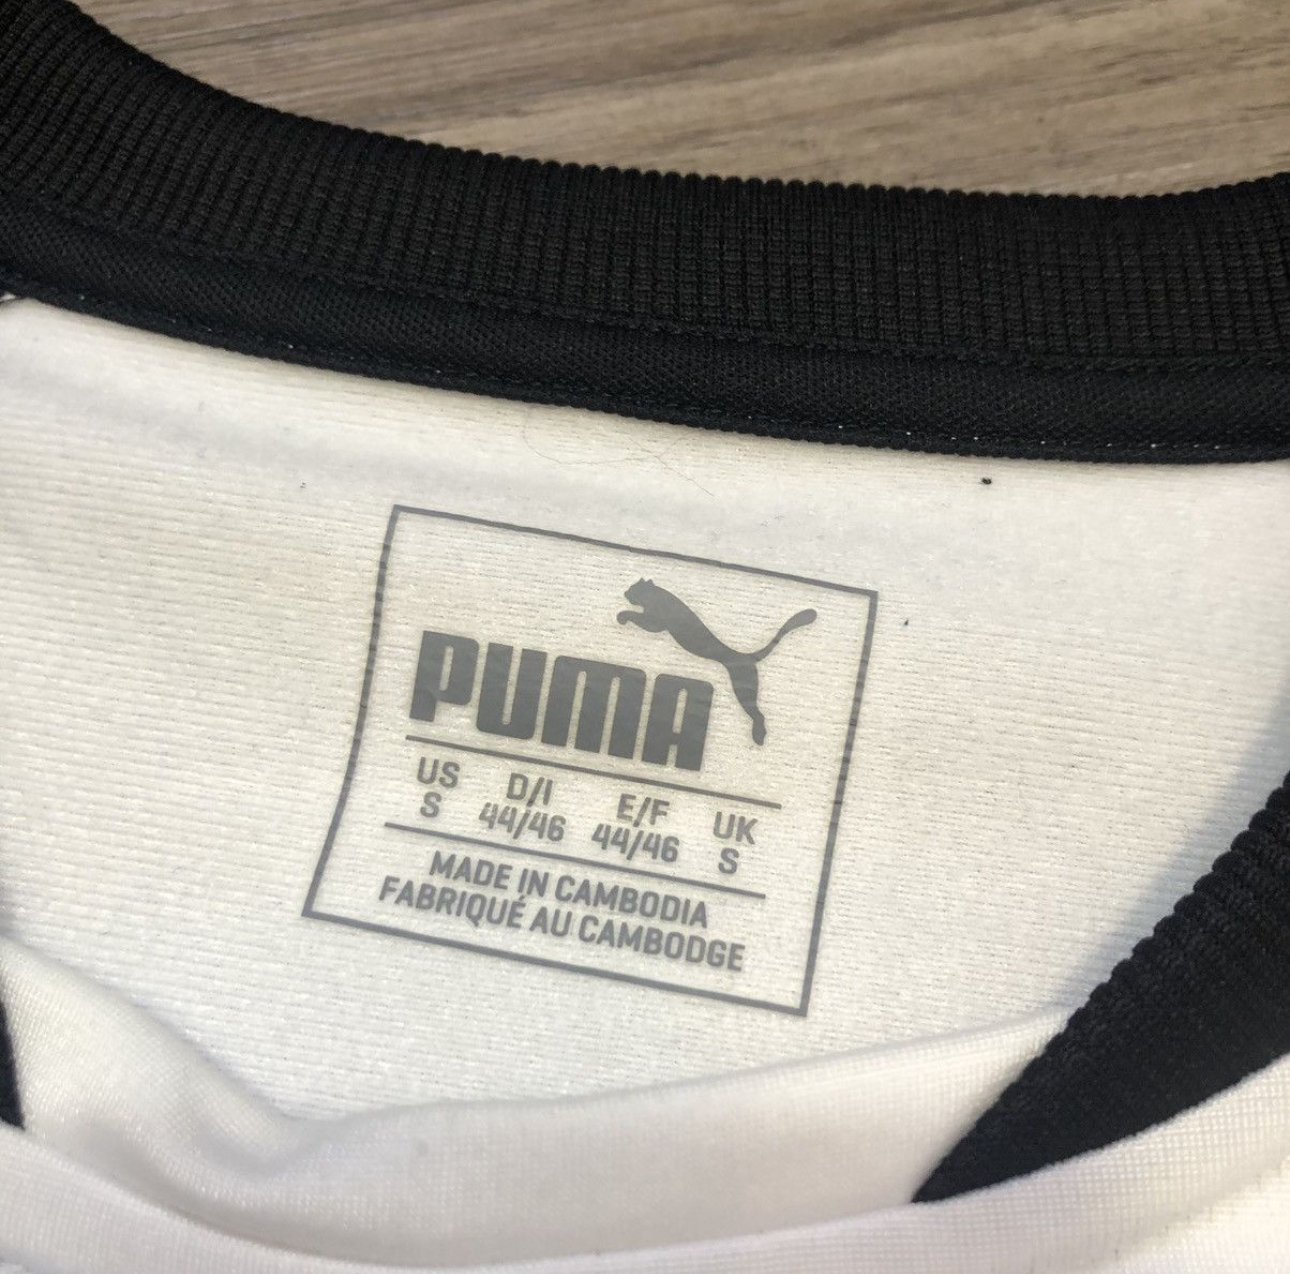 PUMA
US D/I E/F UK
S 44/46 44/46 S
MADE IN CAMBODIA
FABRIQUÉ AU CAMBODGE